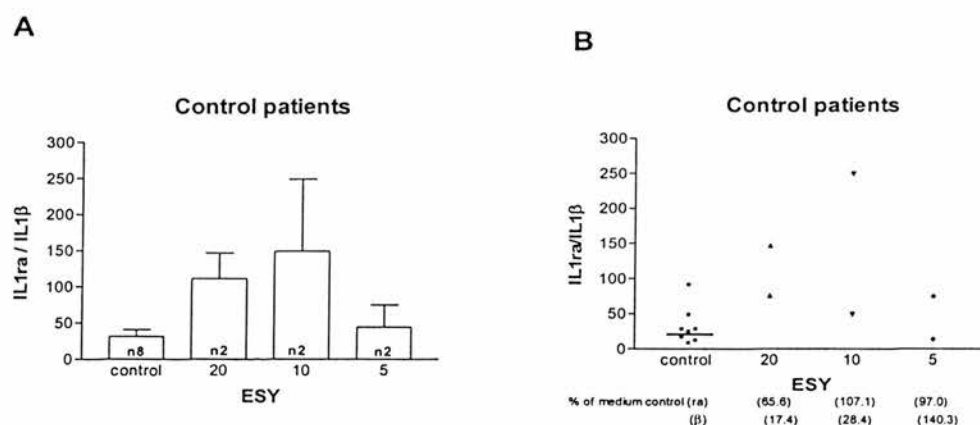 A
Control patients
300
250
200
150
100
50
0
IL1ra / IL1β
n8 n2 n2 n2
control 20 10 5
ESY
B
Control patients
300
250
200
150
100
50
0
IL1ra/IL1β
control 20 10 5
ESY
% of medium control (ra) (65.6) (107.1) (97.0)
(β) (17.4) (28.4) (140.3)